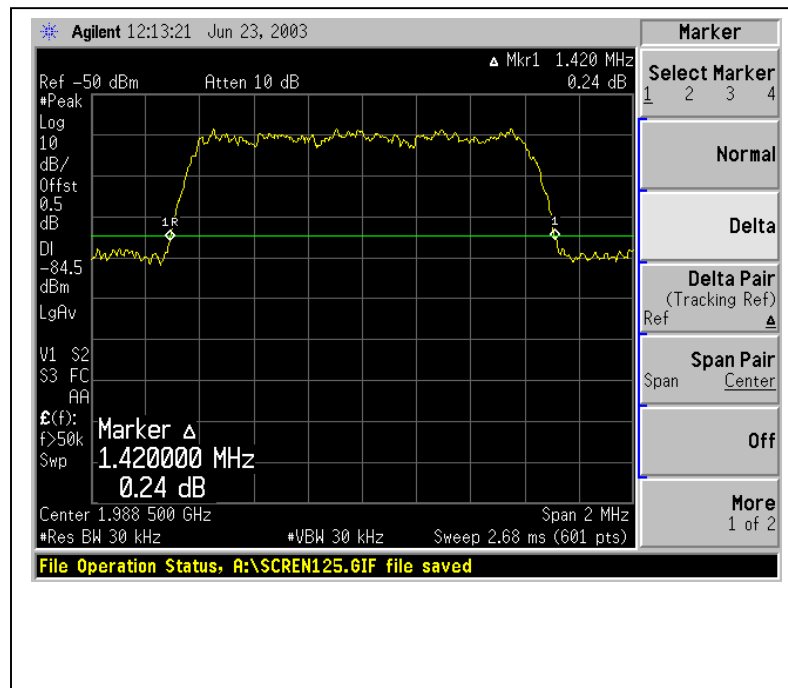 Agilent 12:13:21 Jun 23, 2003
Marker
Δ Mkr1 1.420 MHz
Ref -50 dBm Atten 10 dB 0.24 dB
#Peak
Log
10
dB/
Offst
0.5
dB
DI
-84.5
dBm
LgAv
V1 S2
S3 FC
AA
£(f):
f>50k
Swp
1R
1
Marker Δ
1.420000 MHz
0.24 dB
Center 1.988 500 GHz Span 2 MHz
#Res BW 30 kHz #VBW 30 kHz Sweep 2.68 ms (601 pts)
Select Marker
1 2 3 4
Normal
Delta
Delta Pair
(Tracking Ref)
Ref Δ
Span Pair
Span Center
Off
More
1 of 2
File Operation Status, A:\SCREN125.GIF file saved